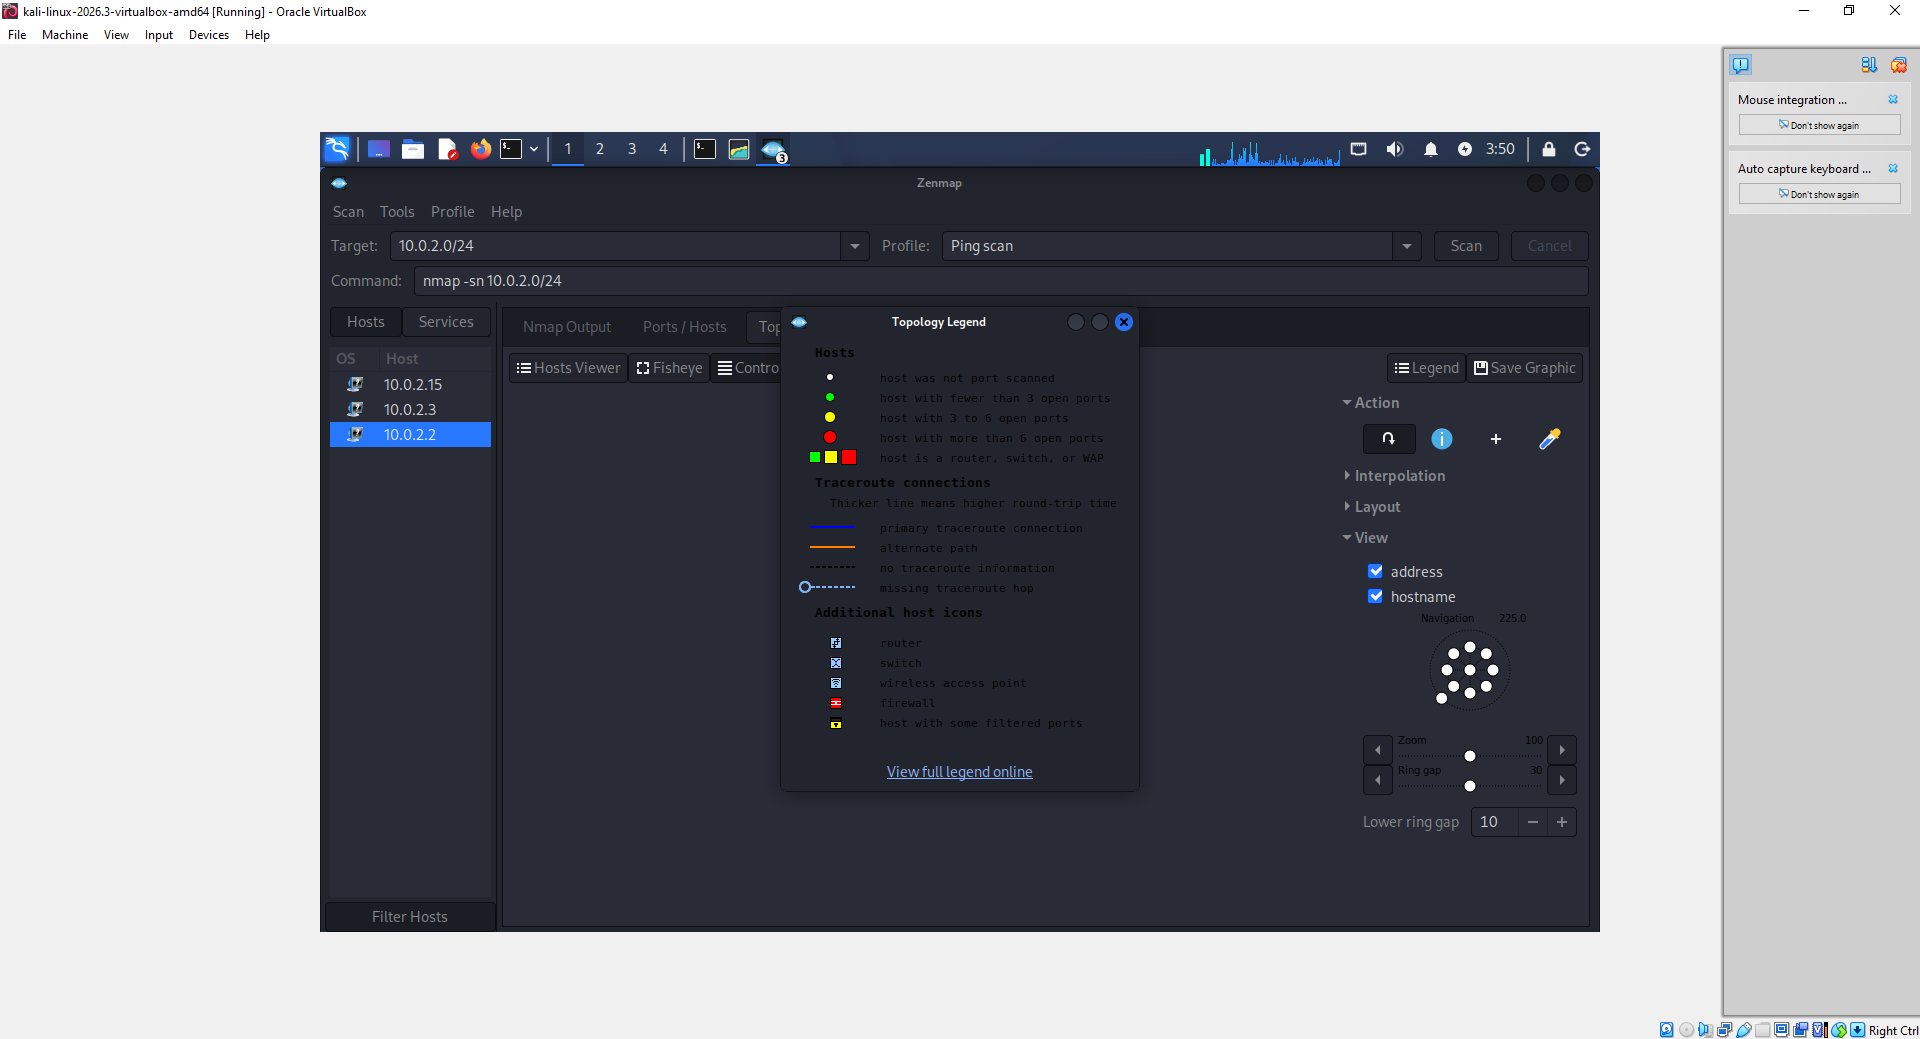 kali-linux-2026.3-virtualbox-amd64 [Running] - Oracle VirtualBox
File Machine View Input Devices Help
Mouse integration ...
Don't show again
Auto capture keyboard ...
Don't show again
1 2 3 4 3 3:50
Zenmap
Scan Tools Profile Help
Target: 10.0.2.0/24 Profile: Ping scan Scan Cancel
Command: nmap -sn 10.0.2.0/24
Hosts Services
OS Host
10.0.2.15
10.0.2.3
10.0.2.2
Filter Hosts
Nmap Output Ports / Hosts Top
Hosts Viewer Fisheye Contro Legend Save Graphic
Topology Legend
Hosts
host was not port scanned
host with fewer than 3 open ports
host with 3 to 6 open ports
host with more than 6 open ports
host is a router, switch, or WAP
Traceroute connections
Thicker line means higher round-trip time
primary traceroute connection
alternate path
no traceroute information
missing traceroute hop
Additional host icons
router
switch
wireless access point
firewall
host with some filtered ports
View full legend online
Action
Interpolation
Layout
View
address
hostname
Navigation 225.0
Zoom 100
Ring gap 30
Lower ring gap 10
Right Ctrl